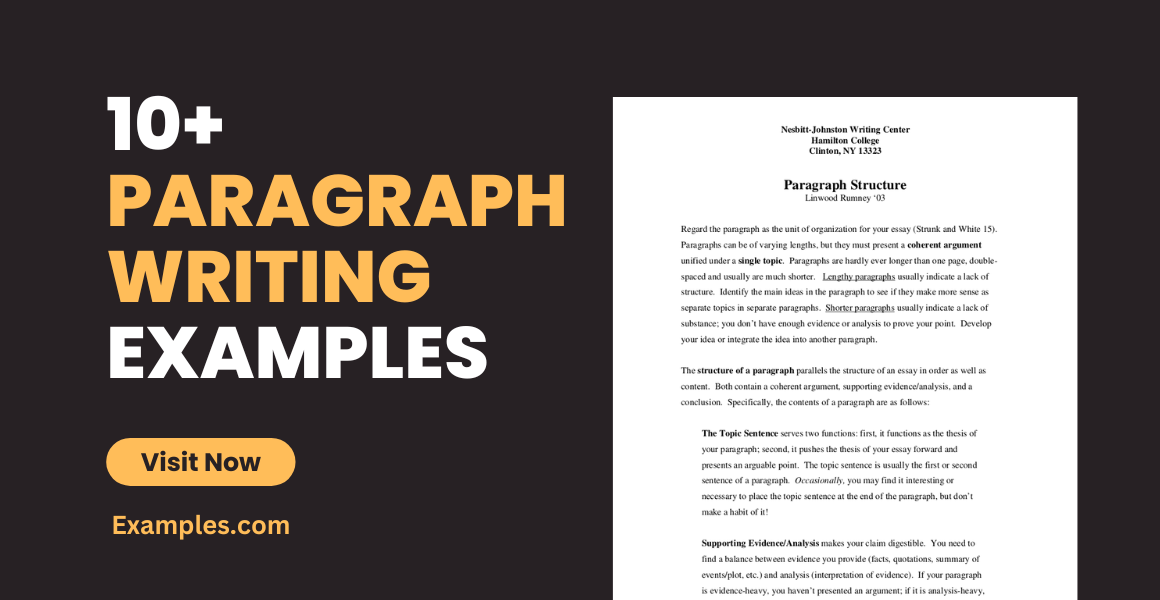 10+
PARAGRAPH
WRITING
EXAMPLES
Visit Now
Examples.com
Nesbitt-Johnston Writing Center
Hamilton College
Clinton, NY 13323
Paragraph Structure
Linwood Rumney ‘03
Regard the paragraph as the unit of organization for your essay (Strunk and White 15).
Paragraphs can be of varying lengths, but they must present a coherent argument
unified under a single topic.  Paragraphs are hardly ever longer than one page, double-
spaced and usually are much shorter.  Lengthy paragraphs usually indicate a lack of
structure.  Identify the main ideas in the paragraph to see if they make more sense as
separate topics in separate paragraphs.  Shorter paragraphs usually indicate a lack of
substance; you don’t have enough evidence or analysis to prove your point.  Develop
your idea or integrate the idea into another paragraph.
The structure of a paragraph parallels the structure of an essay in order as well as
content.  Both contain a coherent argument, supporting evidence/analysis, and a
conclusion.  Specifically, the contents of a paragraph are as follows:
The Topic Sentence serves two functions: first, it functions as the thesis of
your paragraph; second, it pushes the thesis of your essay forward and
presents an arguable point.  The topic sentence is usually the first or second
sentence of a paragraph.  Occasionally, you may find it interesting or
necessary to place the topic sentence at the end of the paragraph, but don’t
make a habit of it!
Supporting Evidence/Analysis makes your claim digestible.  You need to
find a balance between evidence you provide (facts, quotations, summary of
events/plot, etc.) and analysis (interpretation of evidence).  If your paragraph
is evidence-heavy, you haven’t presented an argument; if it is analysis-heavy,